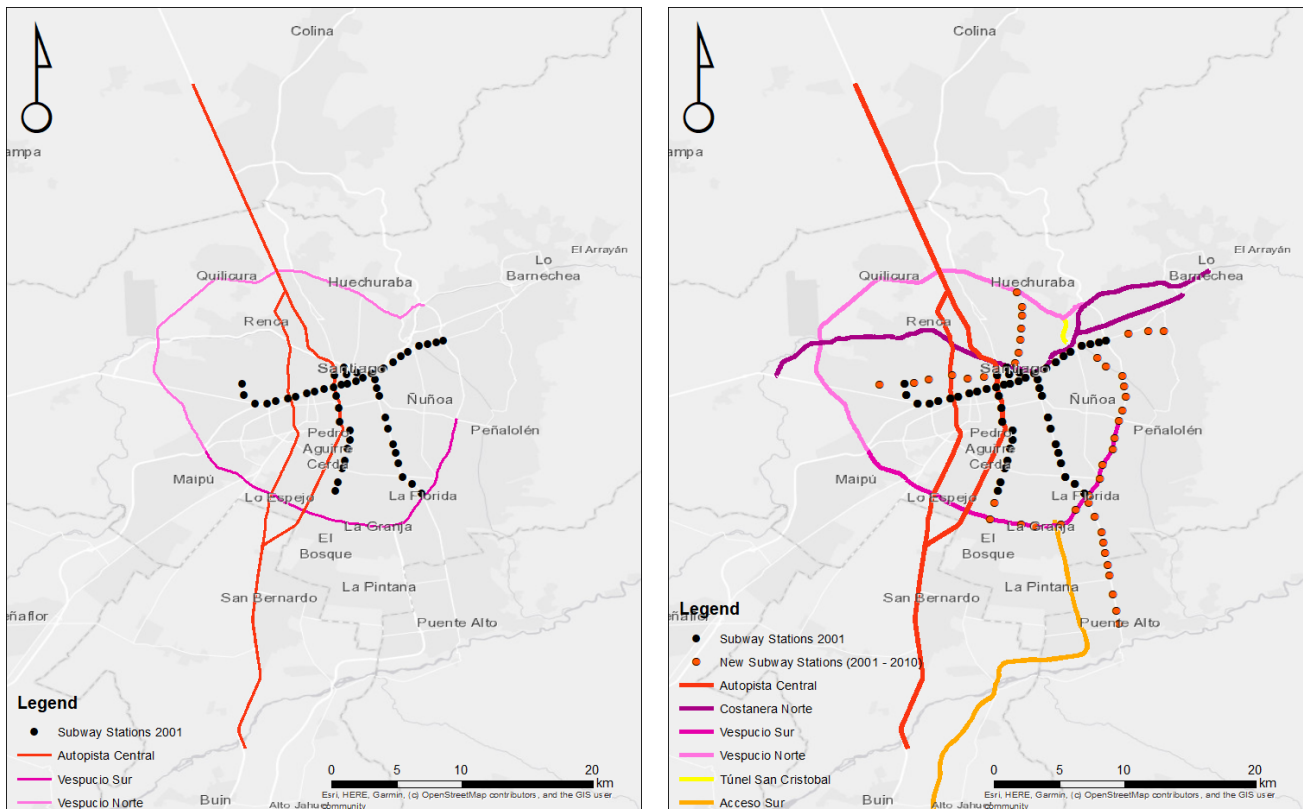 Colina
ampa
El Arrayán
Lo
Barnechea
Quilicura
Huechuraba
Renca
Santiago
Ñuñoa
Peñalolén
Pedro
Aguirre
Cerda
Maipú
Lo Espejo
La Florida
La Granja
El
Bosque
La Pintana
San Bernardo
eñaflor
Puente Alto
Legend
Subway Stations 2001
Autopista Central
Vespucio Sur
Vespucio Norte
0 5 10 20
km
Esri, HERE, Garmin, (c) OpenStreetMap contributors, and the GIS user
community
Buin
Alto Jahuel
Colina
ampa
El Arrayán
Lo
Barnechea
Quilicura
Huechuraba
Renca
Santiago
Ñuñoa
Peñalolén
Pedro
Aguirre
Cerda
Maipú
Lo Espejo
La Florida
La Granja
El
Bosque
La Pintana
San Bernardo
eñaflor
Puente Alto
Legend
Subway Stations 2001
New Subway Stations (2001 - 2010)
Autopista Central
Costanera Norte
Vespucio Sur
Vespucio Norte
Túnel San Cristobal
Acceso Sur
0 5 10 20
km
Esri, HERE, Garmin, (c) OpenStreetMap contributors, and the GIS user
community
Buin